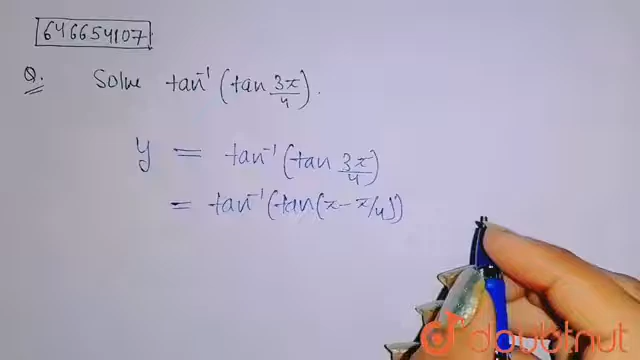 646654107
Q. Solve tan⁻¹(tan 3π/4).
y = tan⁻¹(tan 3π/4)
= tan⁻¹(tan(π - π/4))
doubtnut